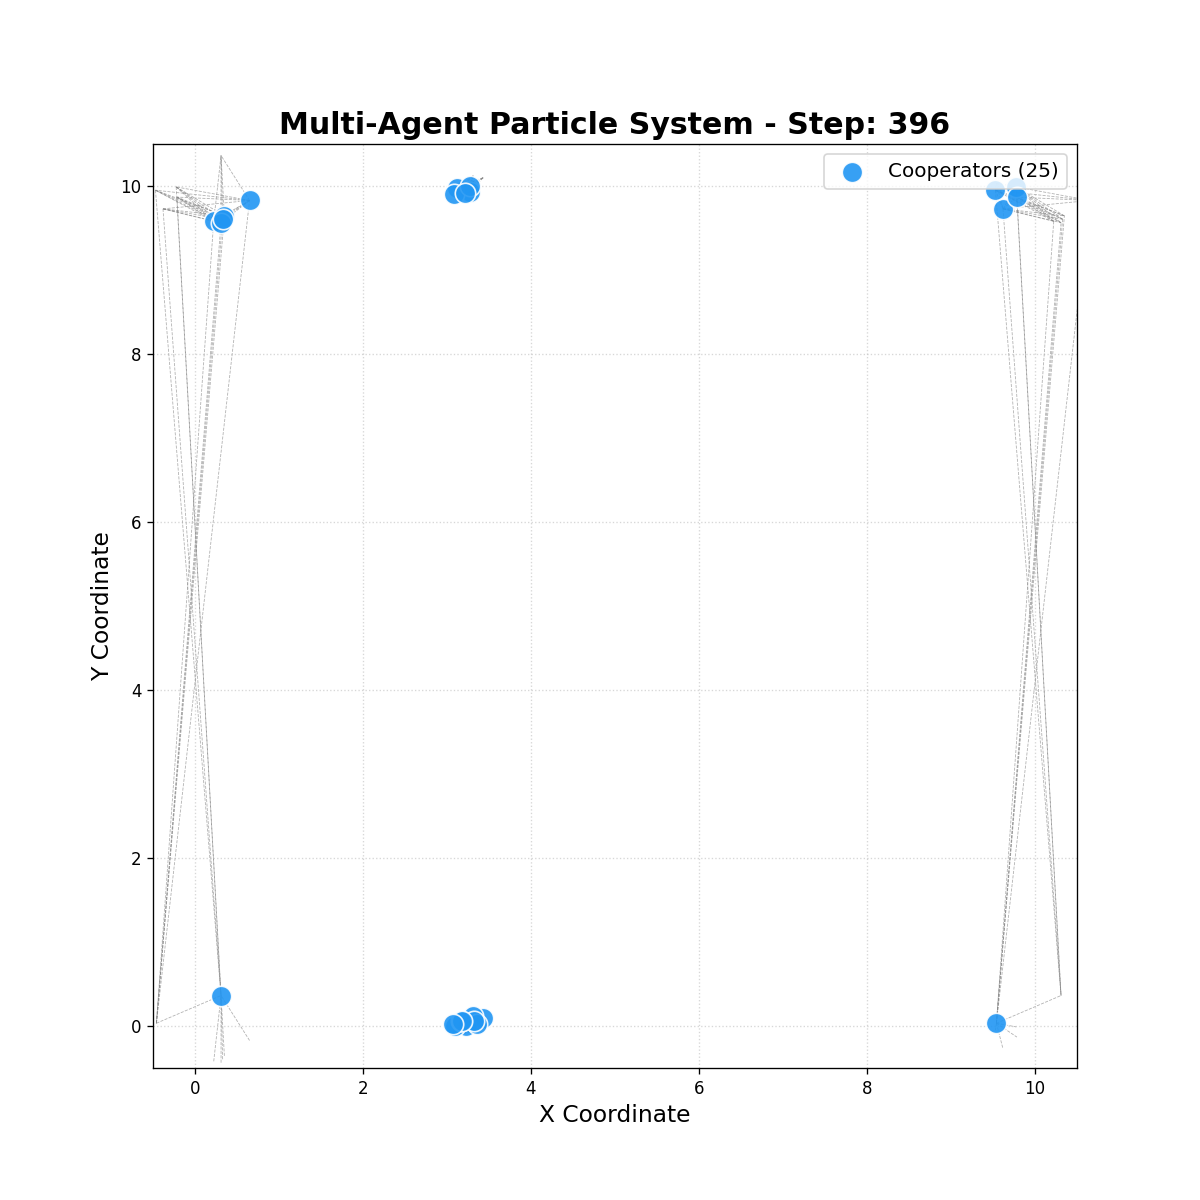 Multi-Agent Particle System - Step: 396
Cooperators (25)
10
8
6
4
2
0
Y Coordinate
0 2 4 6 8 10
X Coordinate